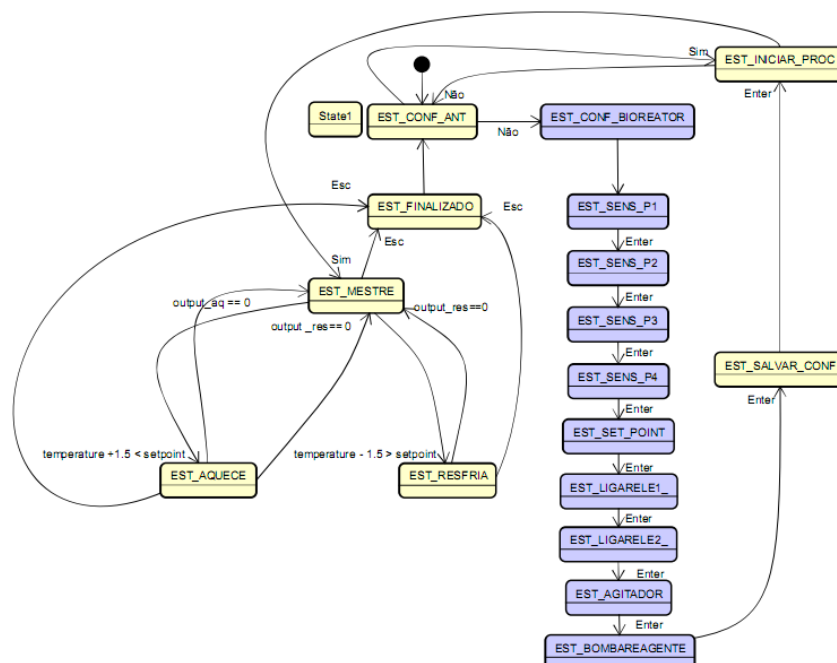 Sim
EST_INICIAR_PROC
Enter
Não
State1
EST_CONF_ANT
Não
EST_CONF_BIOREATOR
Esc
EST_FINALIZADO
Esc
Esc
EST_SENS_P1
Enter
EST_SENS_P2
Enter
EST_SENS_P3
Enter
EST_SENS_P4
Enter
Sim
EST_MESTRE
output_aq == 0
output_res==0
output _res== 0
EST_SALVAR_CONF
Enter
EST_SET_POINT
Enter
temperature +1.5 < setpoint
temperature - 1.5 > setpoint
EST_AQUECE
EST_RESFRIA
EST_LIGARELE1_
Enter
EST_LIGARELE2_
Enter
EST_AGITADOR
Enter
EST_BOMBAREAGENTE